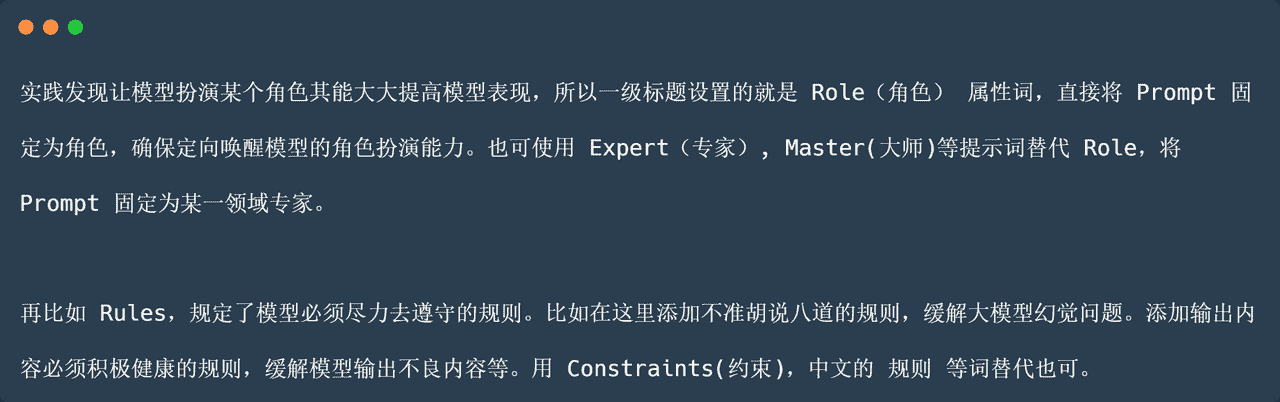 实践发现让模型扮演某个角色其能大大提高模型表现，所以一级标题设置的就是 Role（角色） 属性词，直接将 Prompt 固
定为角色，确保定向唤醒模型的角色扮演能力。也可使用 Expert（专家）, Master(大师)等提示词替代 Role，将
Prompt 固定为某一领域专家。
再比如 Rules，规定了模型必须尽力去遵守的规则。比如在这里添加不准胡说八道的规则，缓解大模型幻觉问题。添加输出内
容必须积极健康的规则，缓解模型输出不良内容等。用 Constraints(约束)，中文的 规则 等词替代也可。